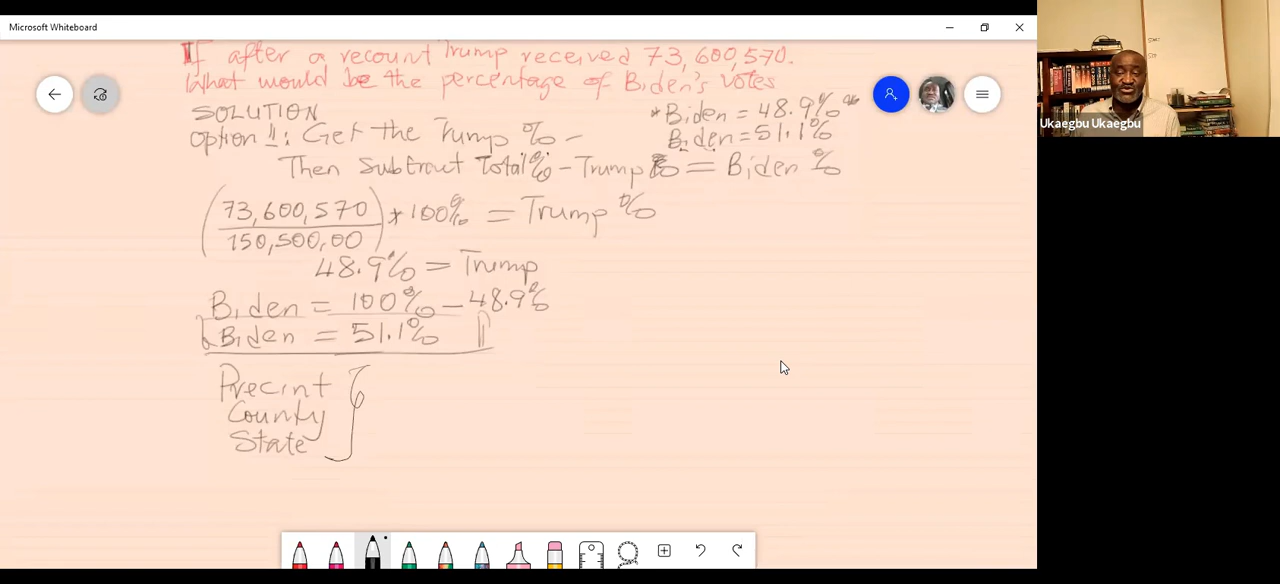 Microsoft Whiteboard
If after a recount Trump received 73,600,570.
What would be the percentage of Biden's votes
SOLUTION
*Biden = 48.9%
Option 11: Get the Trump % -
Biden = 51.1%
Then Subtract Total% - Trump % = Biden %
(73,600,570 / 150,500,00) * 100% = Trump %
48.9% = Trump
Biden = 100% - 48.9%
Biden = 51.1%
Precint
County
State
Ukaegbu Ukaegbu